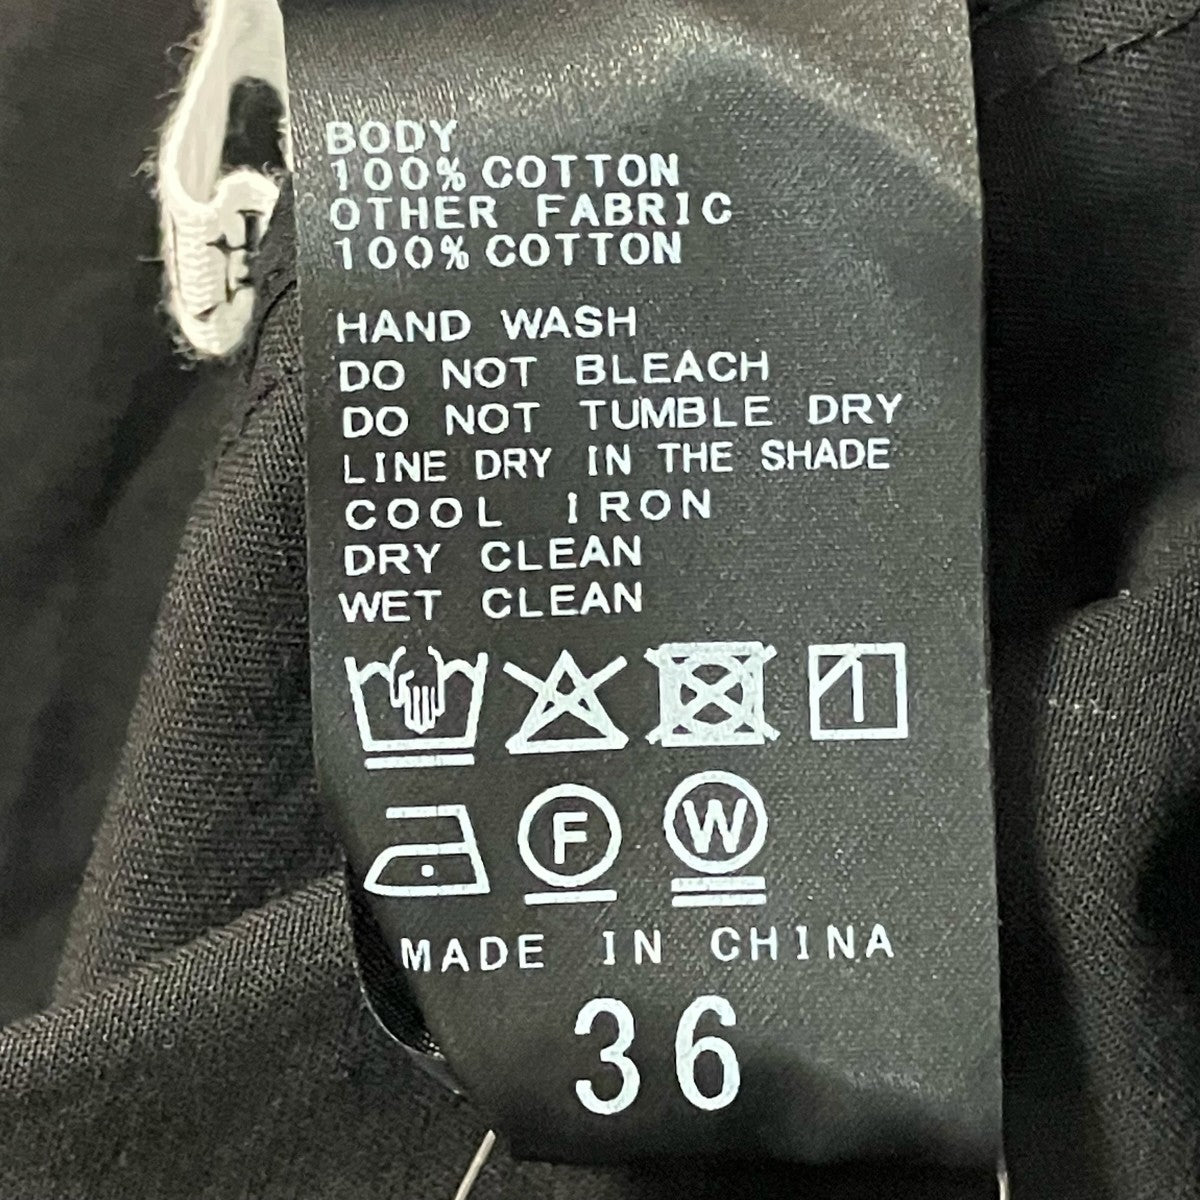 BODY
100% COTTON
OTHER FABRIC
100% COTTON
HAND WASH
DO NOT BLEACH
DO NOT TUMBLE DRY
LINE DRY IN THE SHADE
COOL IRON
DRY CLEAN
WET CLEAN
F W
MADE IN CHINA
36